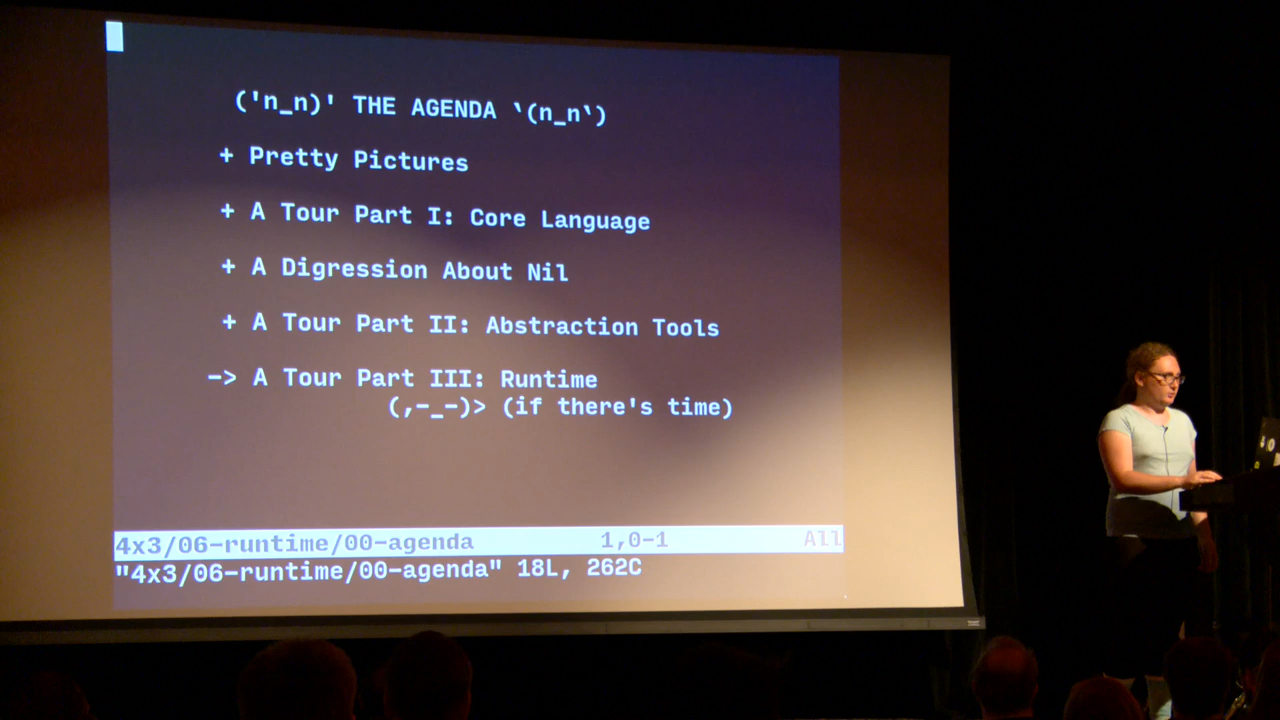 ('n_n)' THE AGENDA `(n_n`)
+ Pretty Pictures
+ A Tour Part I: Core Language
+ A Digression About Nil
+ A Tour Part II: Abstraction Tools
-> A Tour Part III: Runtime
(,-_-)> (if there's time)
4x3/06-runtime/00-agenda 1,0-1 All
"4x3/06-runtime/00-agenda" 18L, 262C